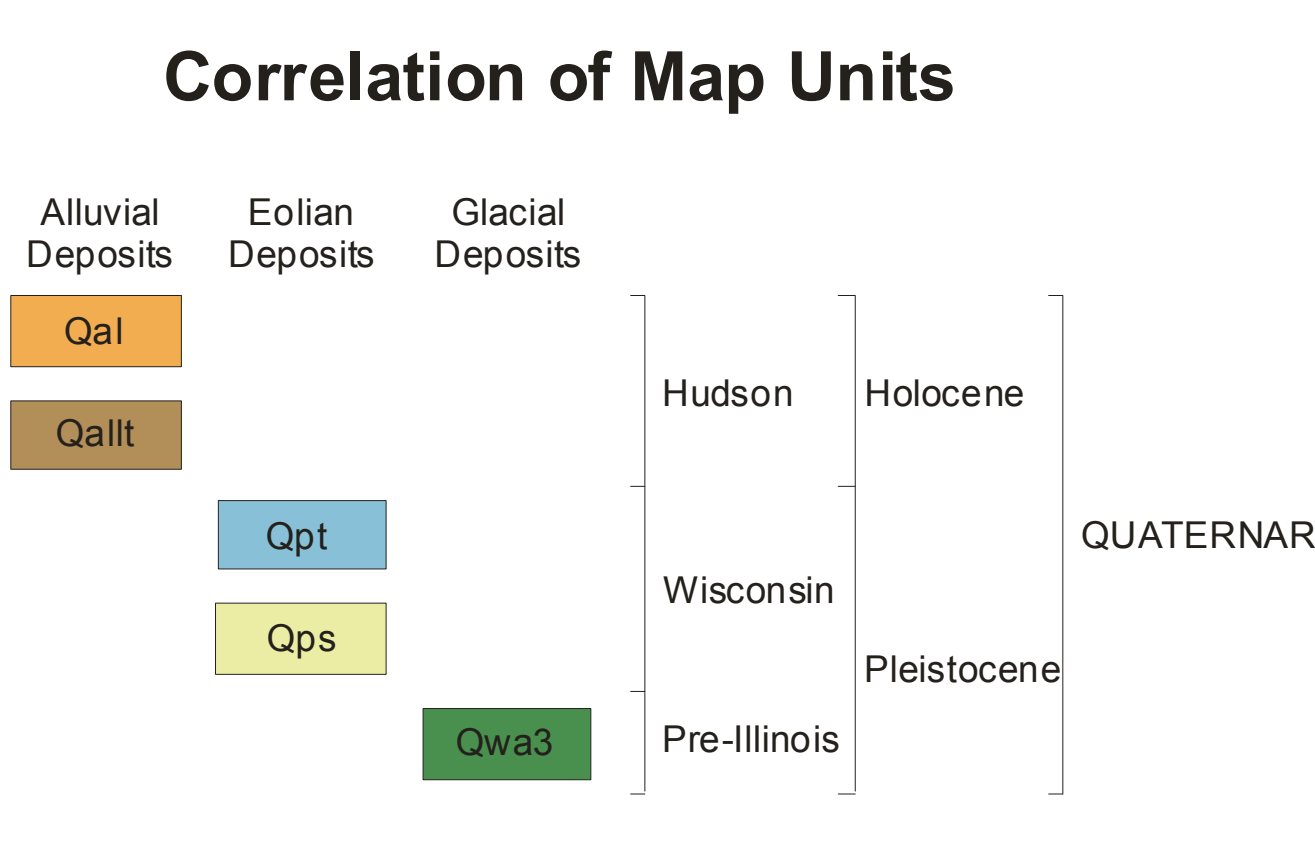 Correlation of Map Units
Alluvial
Deposits
Eolian
Deposits
Glacial
Deposits
Qal
Qallt
Qpt
Qps
Qwa3
Hudson
Wisconsin
Pre-Illinois
Holocene
Pleistocene
QUATERNAR